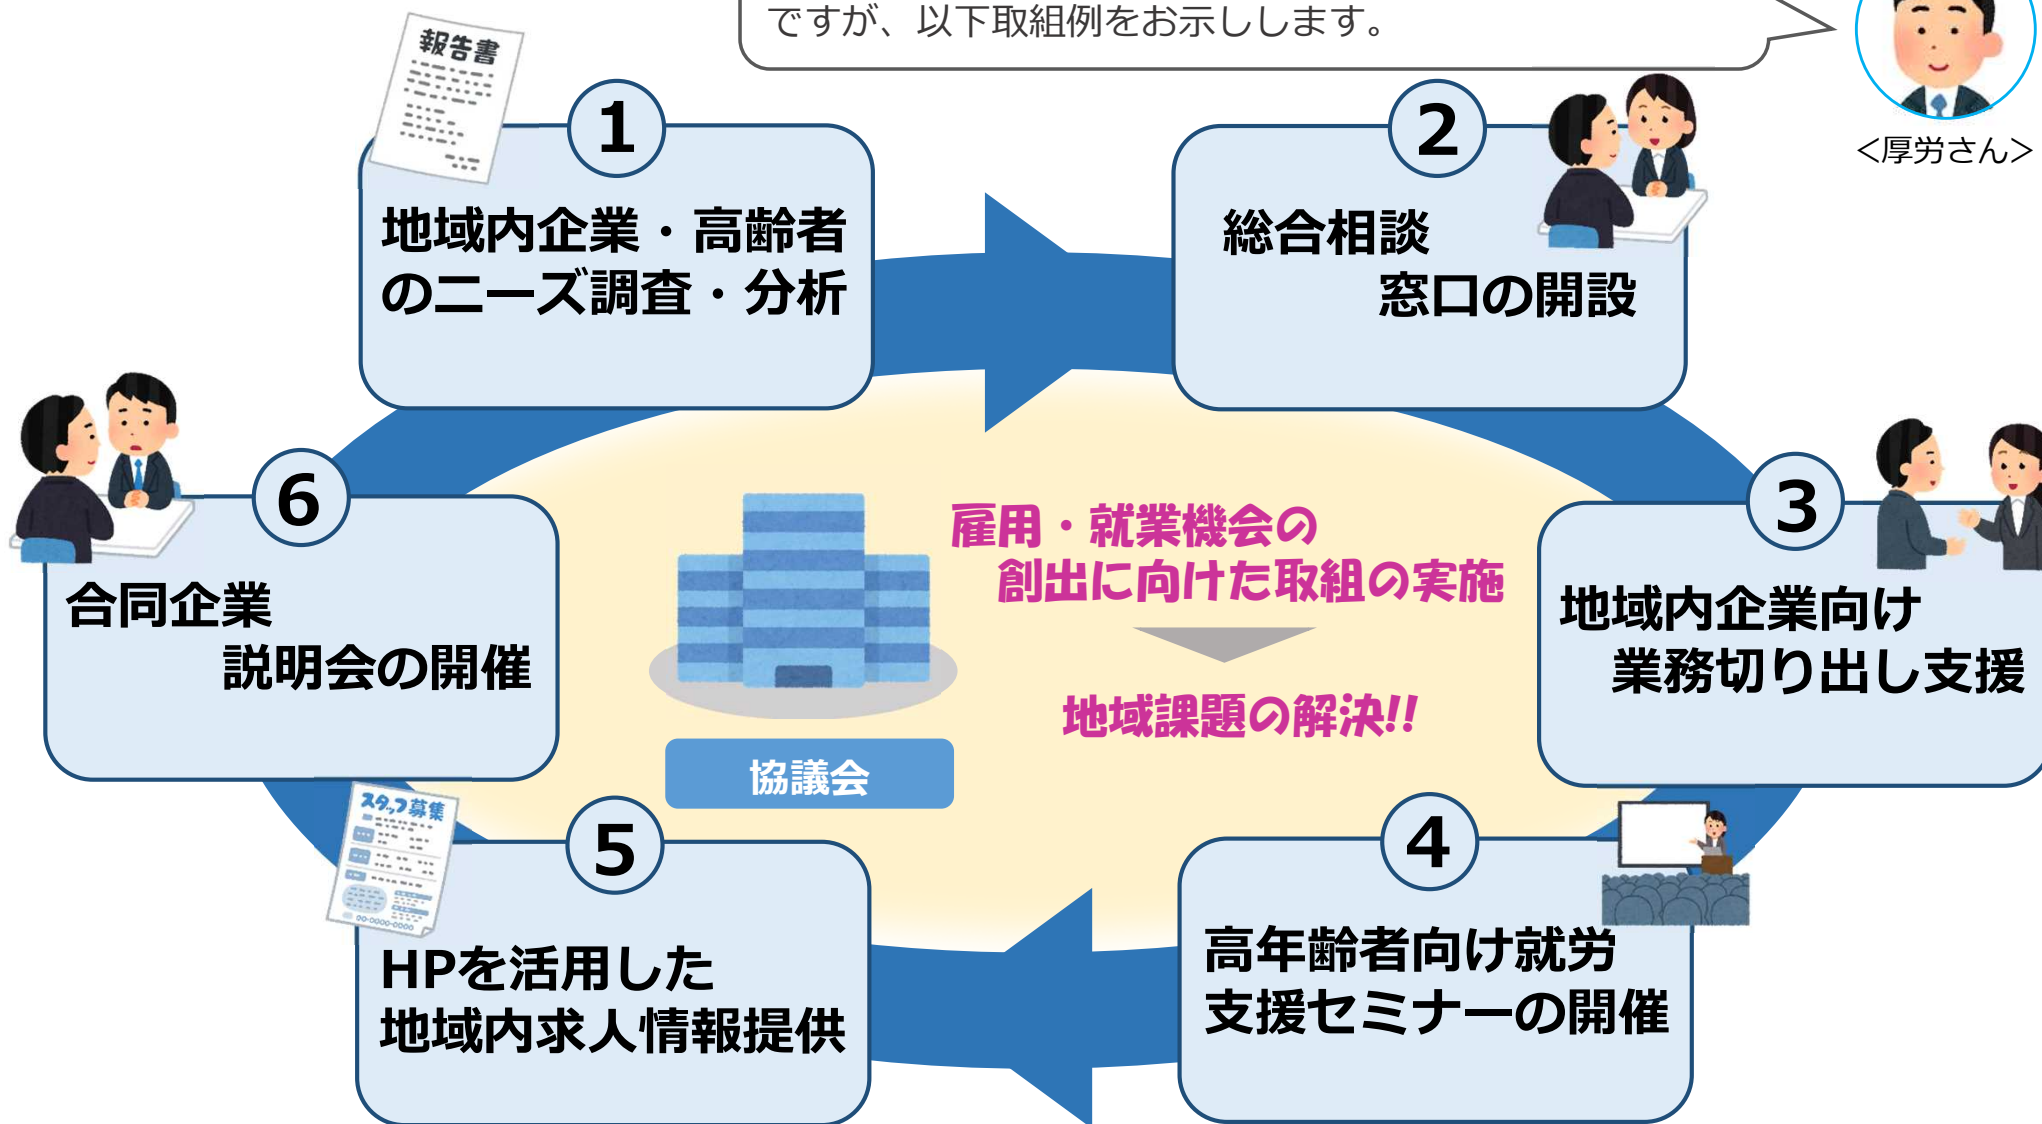 ですが、以下取組例をお示しします。
<厚労さん>
報告書
1
地域内企業・高齢者
のニーズ調査・分析
2
総合相談
窓口の開設
3
地域内企業向け
業務切り出し支援
4
高年齢者向け就労
支援セミナーの開催
スタッフ募集
00-0000-0000
5
HPを活用した
地域内求人情報提供
6
合同企業
説明会の開催
雇用・就業機会の
創出に向けた取組の実施
地域課題の解決!!
協議会